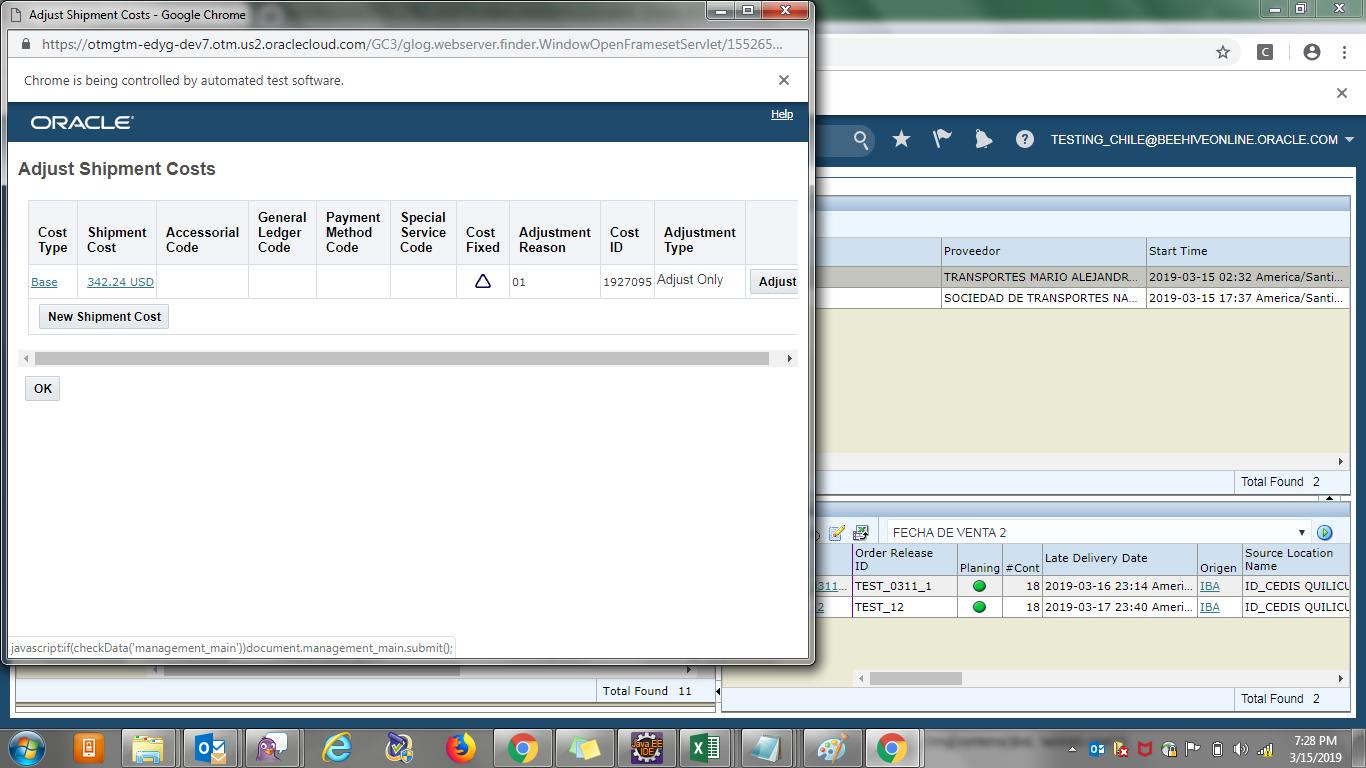 Adjust Shipment Costs - Google Chrome
https://otmgtm-edyg-dev7.otm.us2.oraclecloud.com/GC3/glog.webserver.finder.WindowOpenFramesetServlet/155265...
Chrome is being controlled by automated test software.
ORACLE
Help
Adjust Shipment Costs
Cost Type
Shipment Cost
Accessorial Code
General Ledger Code
Payment Method Code
Special Service Code
Cost Fixed
Adjustment Reason
Cost ID
Adjustment Type
Base
342.24 USD
01
1927095
Adjust Only
Adjust
New Shipment Cost
OK
javascript:if(checkData('management_main'))document.management_main.submit();
TESTING_CHILE@BEEHIVEONLINE.ORACLE.COM
Proveedor
Start Time
TRANSPORTES MARIO ALEJANDR...
2019-03-15 02:32 America/Santi...
SOCIEDAD DE TRANSPORTES NA...
2019-03-15 17:37 America/Santi...
Total Found 2
FECHA DE VENTA 2
Order Release ID
Planing
#Cont
Late Delivery Date
Origen
Source Location Name
0311...
TEST_0311_1
18
2019-03-16 23:14 Ameri...
IBA
ID_CEDIS QUILICU
2
TEST_12
18
2019-03-17 23:40 Ameri...
IBA
ID_CEDIS QUILICU
Total Found 11
Total Found 2
Java EE
IDE
7:28 PM
3/15/2019